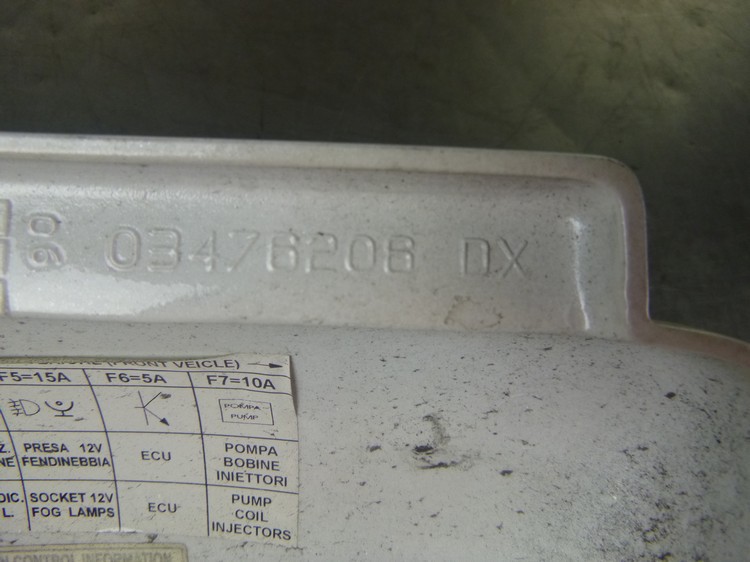 03476206 DX
(FRONT VEICLE)
F5=15A F6=5A F7=10A
POMPA-
PUMP
PRESA 12V ECU POMPA
FENDINEBBIA BOBINE
INIETTORI
SOCKET 12V ECU PUMP
FOG LAMPS COIL
INJECTORS
CONTROL INFORMATION